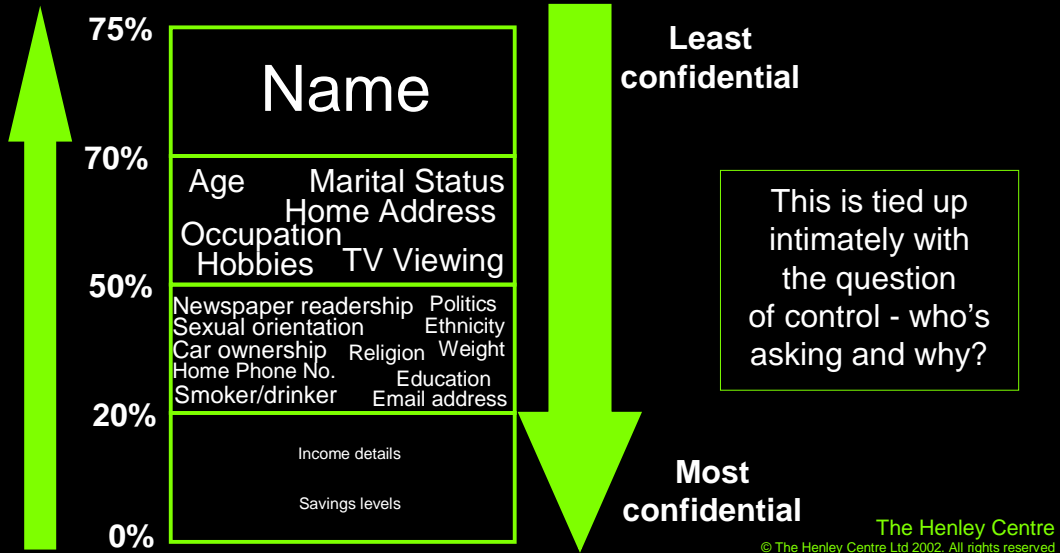 75%
Name
Least
confidential
70%
Age Marital Status
Home Address
Occupation
Hobbies TV Viewing
This is tied up
intimately with
the question
of control - who's
asking and why?
50%
Newspaper readership Politics
Sexual orientation Ethnicity
Car ownership Religion Weight
Home Phone No. Education
Smoker/drinker Email address
20%
Income details
Savings levels
0%
Most
confidential
The Henley Centre
© The Henley Centre Ltd 2002. All rights reserved